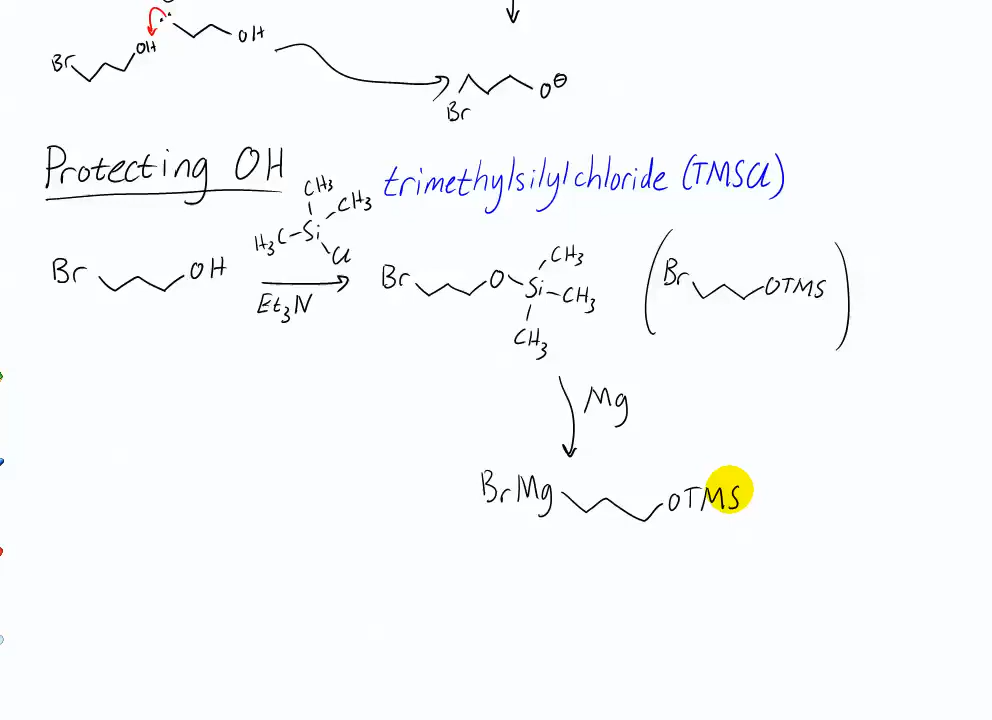 OH
OH
Br
O⊖
Br
Protecting OH
trimethylsilylchloride (TMSCl)
CH3
CH3
H3C-Si
Cl
Br OH
Et3N
Br O Si -CH3
CH3
CH3
(Br OTMS)
Mg
BrMg OTMS